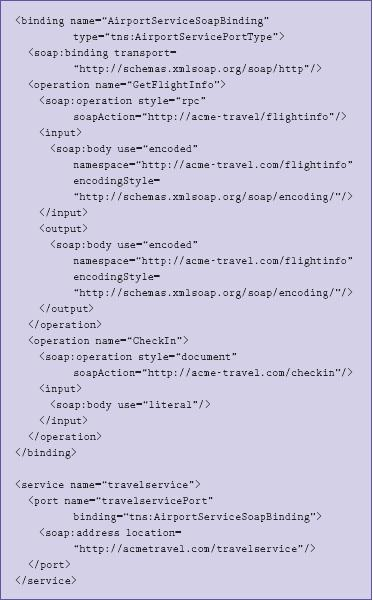 <binding name=“AirportServiceSoapBinding”
type=“tns:AirportServicePortType”>
<soap:binding transport=
“http://schemas.xmlsoap.org/soap/http”/>
<operation name=“GetFlightInfo”>
<soap:operation style=“rpc”
soapAction=“http://acme-travel/flightinfo”/>
<input>
<soap:body use=“encoded”
namespace=“http://acme-travel.com/flightinfo”
encodingStyle=
“http://schemas.xmlsoap.org/soap/encoding/”/>
</input>
<output>
<soap:body use=“encoded”
namespace=“http://acme-travel.com/flightinfo”
encodingStyle=
“http://schemas.xmlsoap.org/soap/encoding/”/>
</output>
</operation>
<operation name=“CheckIn”>
<soap:operation style=“document”
soapAction=“http://acme-travel.com/checkin”/>
<input>
<soap:body use=“literal”/>
</input>
</operation>
</binding>
<service name=“travelservice”>
<port name=“travelservicePort”
binding=“tns:AirportServiceSoapBinding”>
<soap:address location=
“http://acmetravel.com/travelservice”/>
</port>
</service>